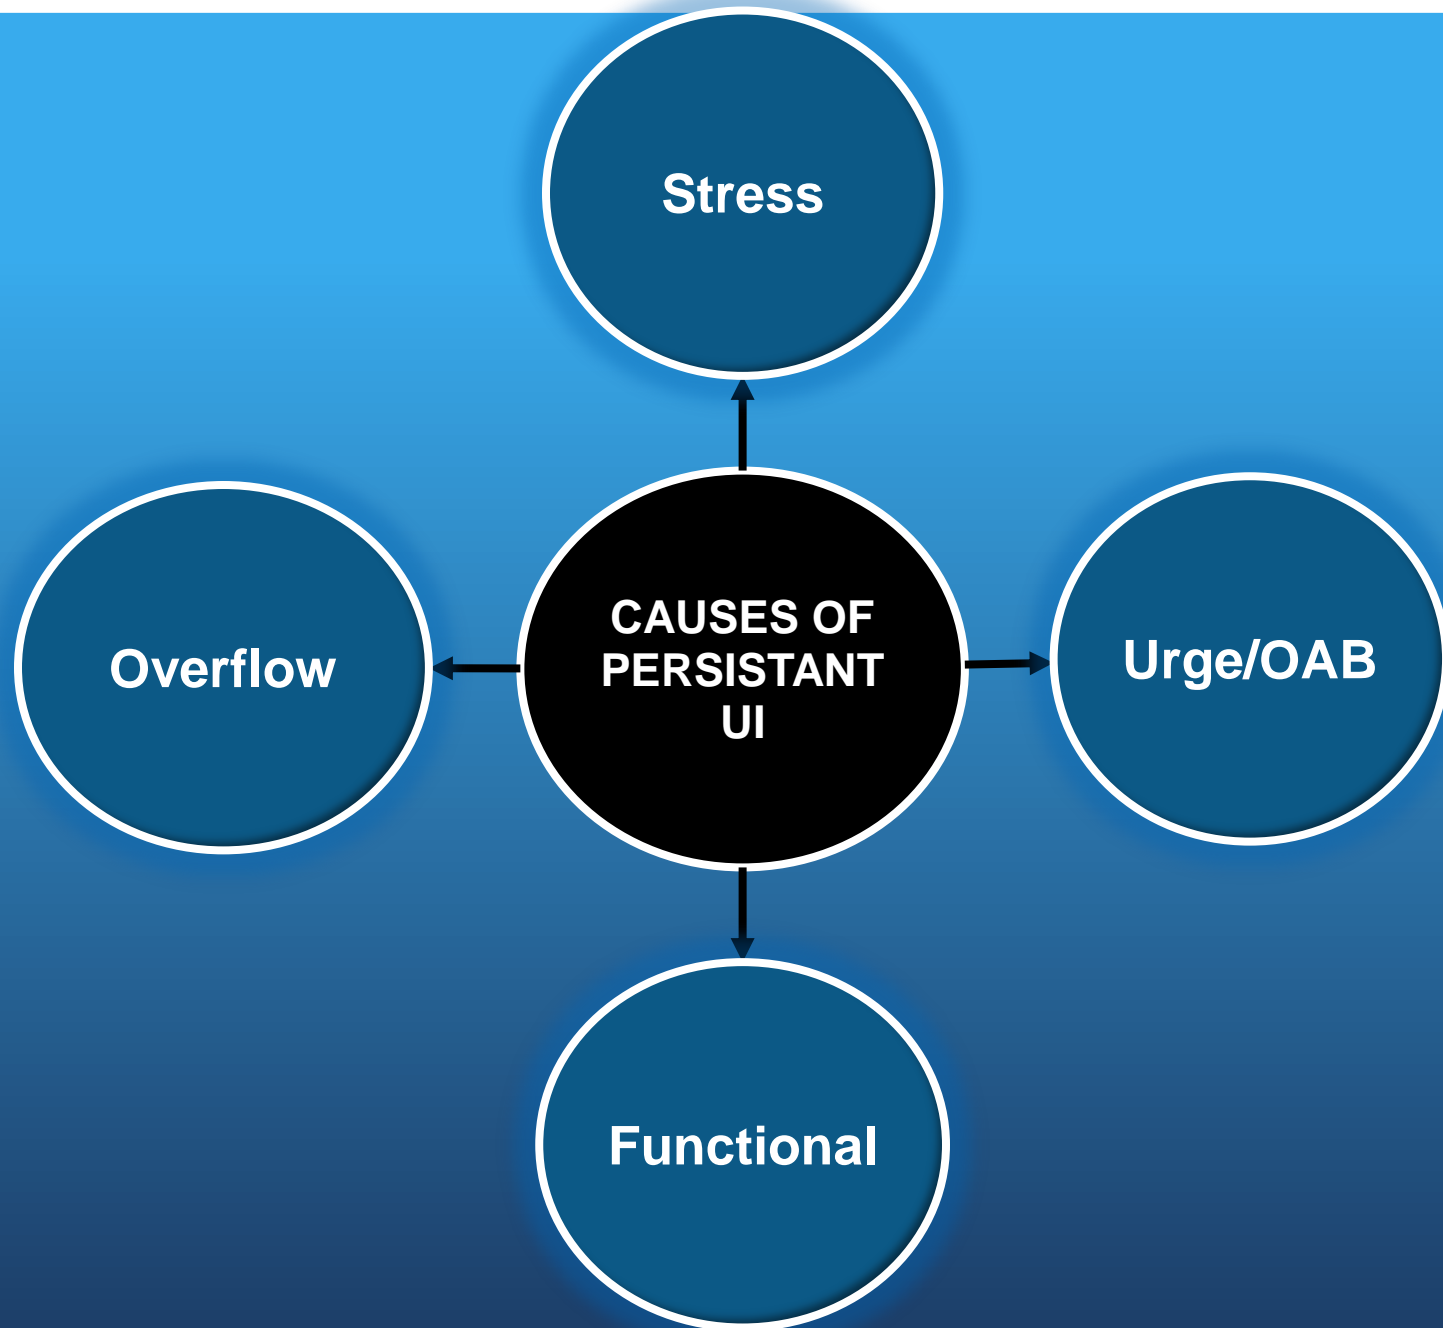 Stress
Overflow
CAUSES OF
PERSISTANT
UI
Urge/OAB
Functional